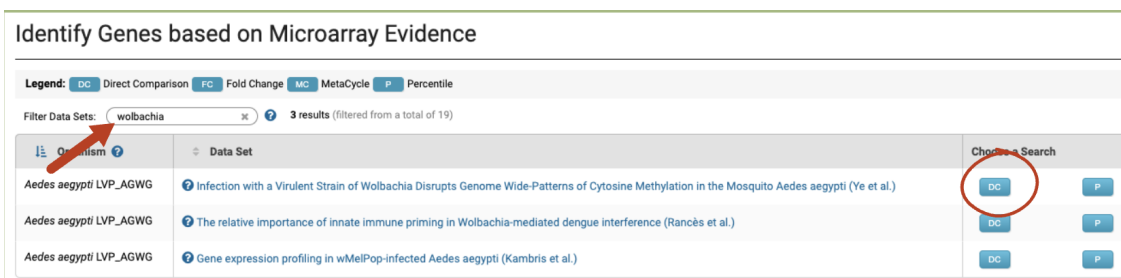 Identify Genes based on Microarray Evidence
Legend: DC Direct Comparison FC Fold Change MC MetaCycle P Percentile
Filter Data Sets: wolbachia 3 results (filtered from a total of 19)
Organism Data Set Choose a Search
Aedes aegypti LVP_AGWG Infection with a Virulent Strain of Wolbachia Disrupts Genome Wide-Patterns of Cytosine Methylation in the Mosquito Aedes aegypti (Ye et al.) DC P
Aedes aegypti LVP_AGWG The relative importance of innate immune priming in Wolbachia-mediated dengue interference (Rancès et al.) DC P
Aedes aegypti LVP_AGWG Gene expression profiling in wMelPop-infected Aedes aegypti (Kambris et al.) DC P